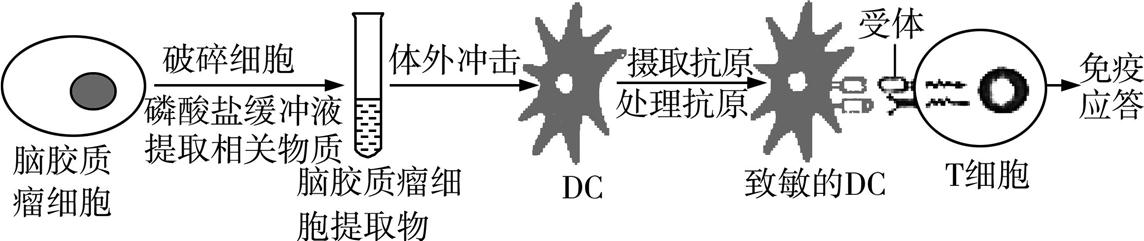 脑胶质
瘤细胞
破碎细胞
磷酸盐缓冲液
提取相关物质
脑胶质瘤细
胞提取物
体外冲击
DC
摄取抗原
处理抗原
致敏的DC
受体
T细胞
免疫
应答